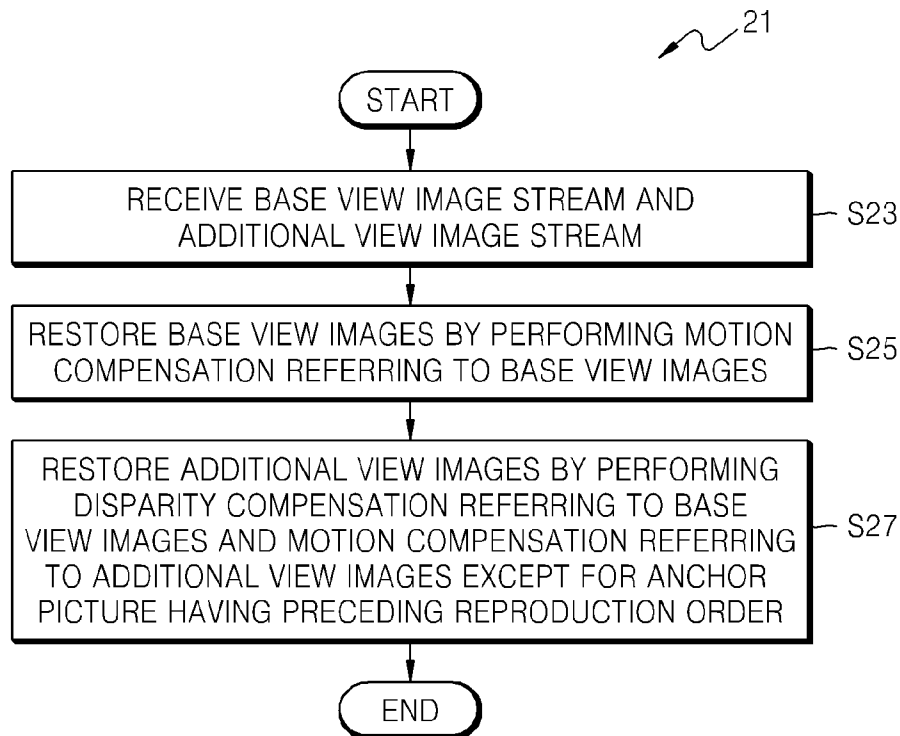 21
START
RECEIVE BASE VIEW IMAGE STREAM AND
ADDITIONAL VIEW IMAGE STREAM
S23
RESTORE BASE VIEW IMAGES BY PERFORMING MOTION
COMPENSATION REFERRING TO BASE VIEW IMAGES
S25
RESTORE ADDITIONAL VIEW IMAGES BY PERFORMING
DISPARITY COMPENSATION REFERRING TO BASE
VIEW IMAGES AND MOTION COMPENSATION REFERRING
TO ADDITIONAL VIEW IMAGES EXCEPT FOR ANCHOR
PICTURE HAVING PRECEDING REPRODUCTION ORDER
S27
END